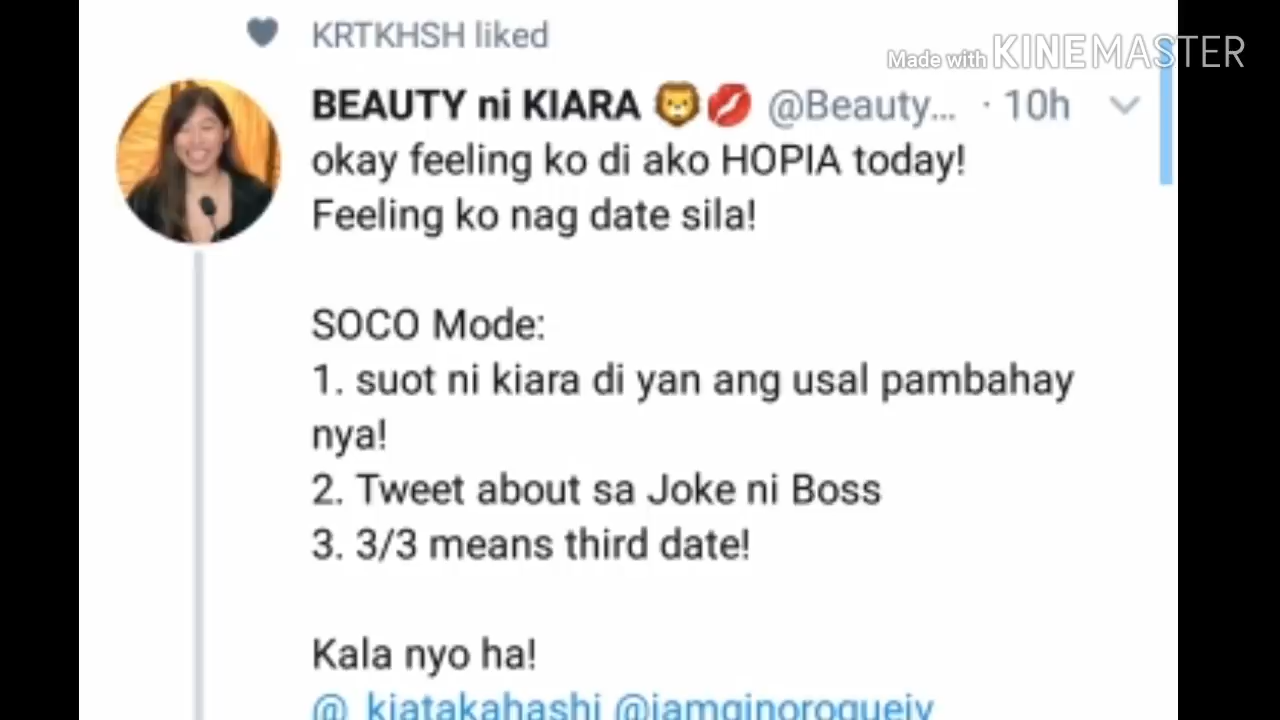 KRTKHSH liked
Made with KINEMASTER
BEAUTY ni KIARA 🦁💋 @Beauty... · 10h
okay feeling ko di ako HOPIA today!
Feeling ko nag date sila!
SOCO Mode:
1. suot ni kiara di yan ang usal pambahay
nya!
2. Tweet about sa Joke ni Boss
3. 3/3 means third date!
Kala nyo ha!
@_kiatakahashi @iamginoroqueiv